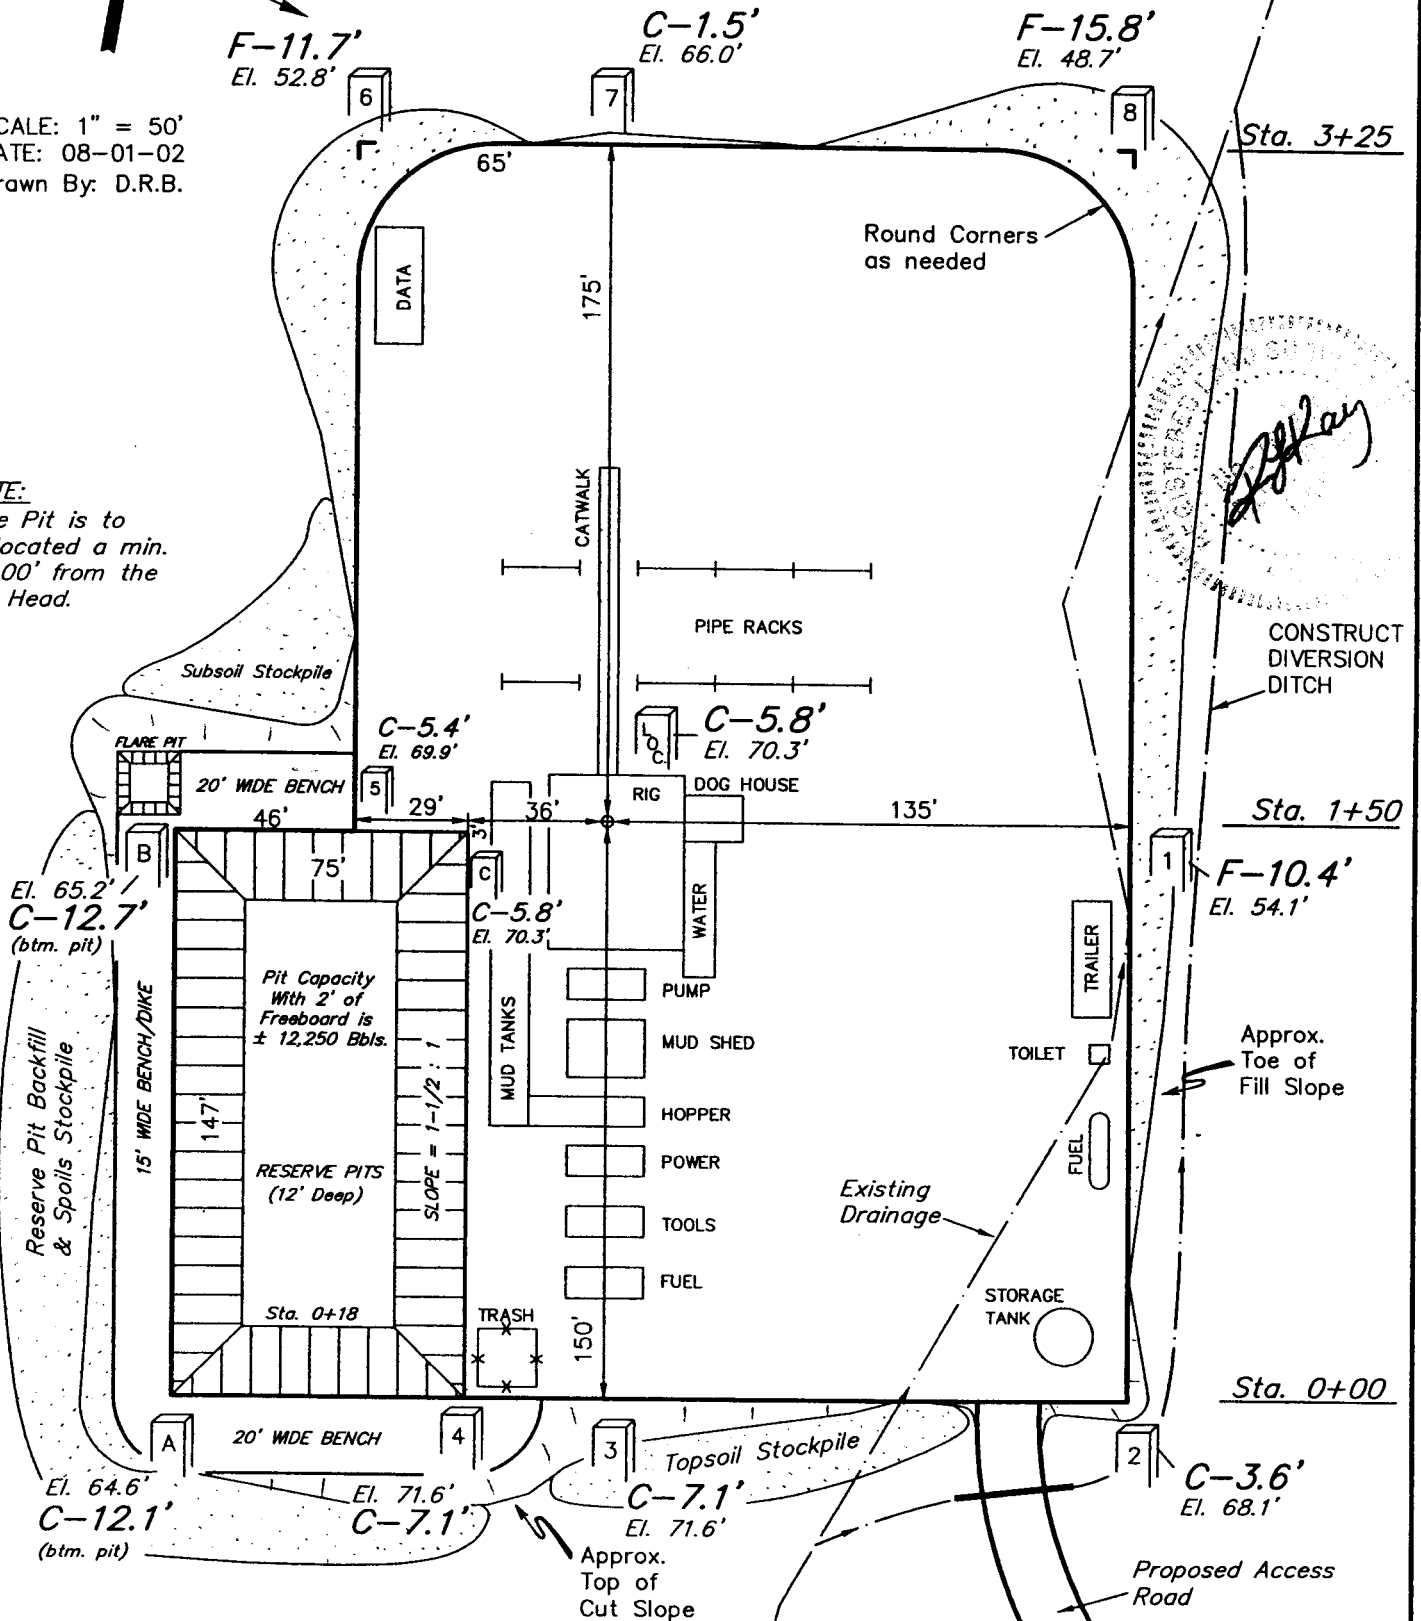 F-11.7'
El. 52.8'
C-1.5'
El. 66.0'
F-15.8'
El. 48.7'
6
7
8
CALE: 1" = 50'
ATE: 08-01-02
rawn By: D.R.B.
Sta. 3+25
65'
Round Corners
as needed
DATA
175'
CATWALK
TE:
e Pit is to
ocated a min.
00' from the
Head.
PIPE RACKS
CONSTRUCT
DIVERSION
DITCH
Subsoil Stockpile
C-5.4'
El. 69.9'
LOC.
C-5.8'
El. 70.3'
FLARE PIT
20' WIDE BENCH
5
RIG
DOG HOUSE
46'
29'
3'
36'
135'
Sta. 1+50
B
75'
C
1
El. 65.2'
C-12.7'
(btm. pit)
C-5.8'
El. 70.3'
WATER
F-10.4'
El. 54.1'
TRAILER
Pit Capacity
With 2' of
Freeboard is
± 12,250 Bbls.
PUMP
MUD TANKS
MUD SHED
TOILET
Approx.
Toe of
Fill Slope
15' WIDE BENCH/DIKE
Reserve Pit Backfill
& Spoils Stockpile
147'
SLOPE = 1-1/2 : 1
HOPPER
RESERVE PITS
(12' Deep)
POWER
FUEL
Existing
Drainage
TOOLS
FUEL
Sta. 0+18
TRASH
STORAGE
TANK
150'
Sta. 0+00
A
20' WIDE BENCH
4
3
Topsoil Stockpile
2
El. 64.6'
C-12.1'
(btm. pit)
El. 71.6'
C-7.1'
C-7.1'
El. 71.6'
C-3.6'
El. 68.1'
Approx.
Top of
Cut Slope
Proposed Access
Road